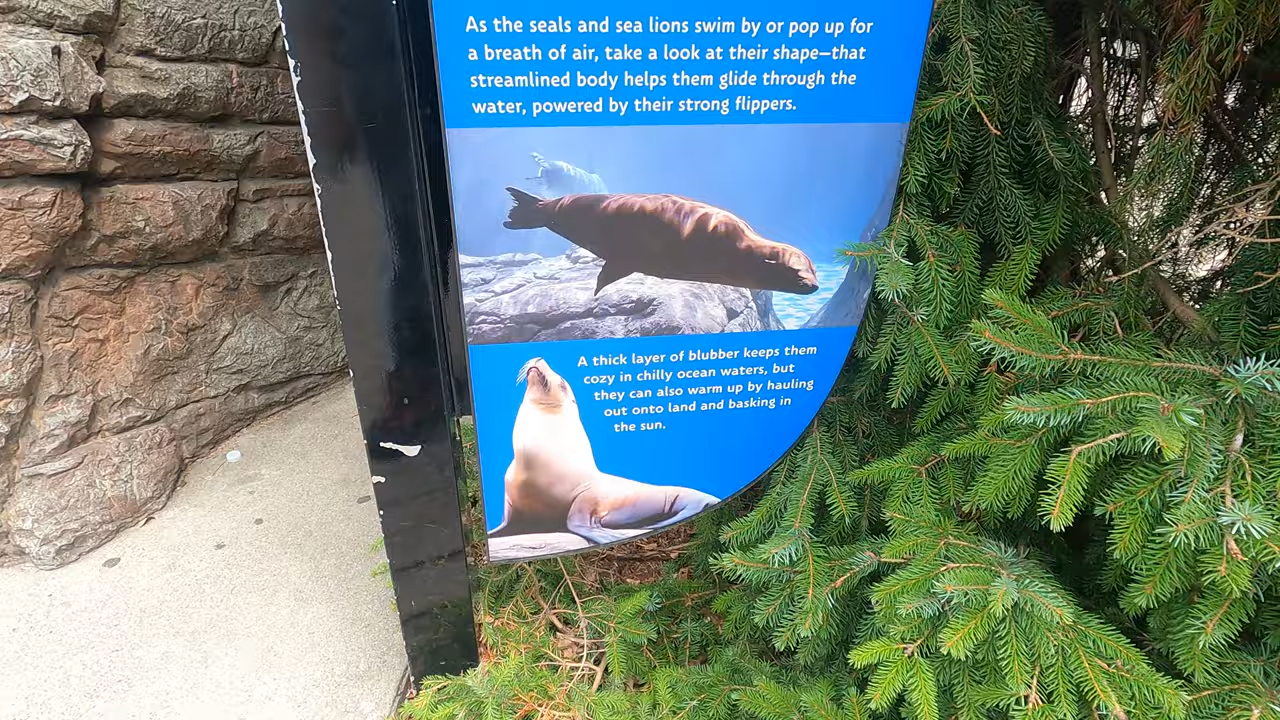 As the seals and sea lions swim by or pop up for
a breath of air, take a look at their shape—that
streamlined body helps them glide through the
water, powered by their strong flippers.
A thick layer of blubber keeps them
cozy in chilly ocean waters, but
they can also warm up by hauling
out onto land and basking in
the sun.